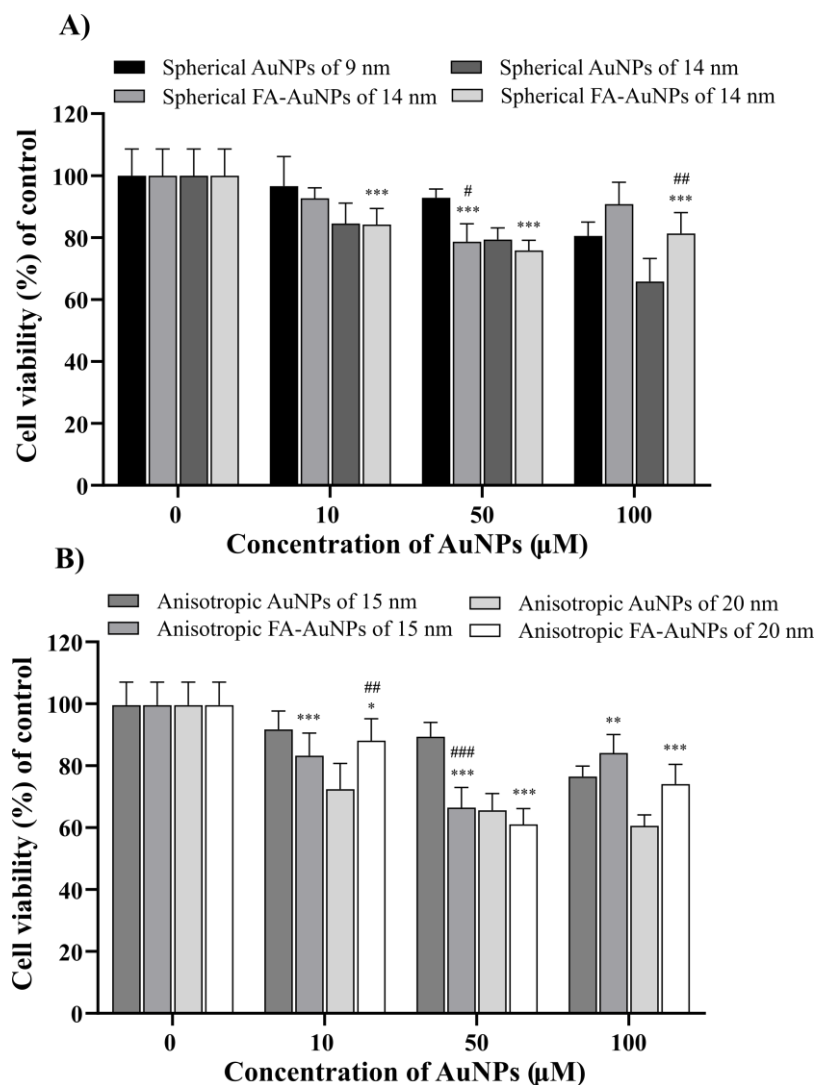 A)
Spherical AuNPs of 9 nm
Spherical AuNPs of 14 nm
Spherical FA-AuNPs of 14 nm
Spherical FA-AuNPs of 14 nm
Cell viability (%) of control
120
100
80
60
40
20
0
***
#
***
***
##
***
0 10 50 100
Concentration of AuNPs (µM)
B)
Anisotropic AuNPs of 15 nm
Anisotropic AuNPs of 20 nm
Anisotropic FA-AuNPs of 15 nm
Anisotropic FA-AuNPs of 20 nm
Cell viability (%) of control
120
100
80
60
40
20
0
***
##
*
###
***
***
**
***
0 10 50 100
Concentration of AuNPs (µM)